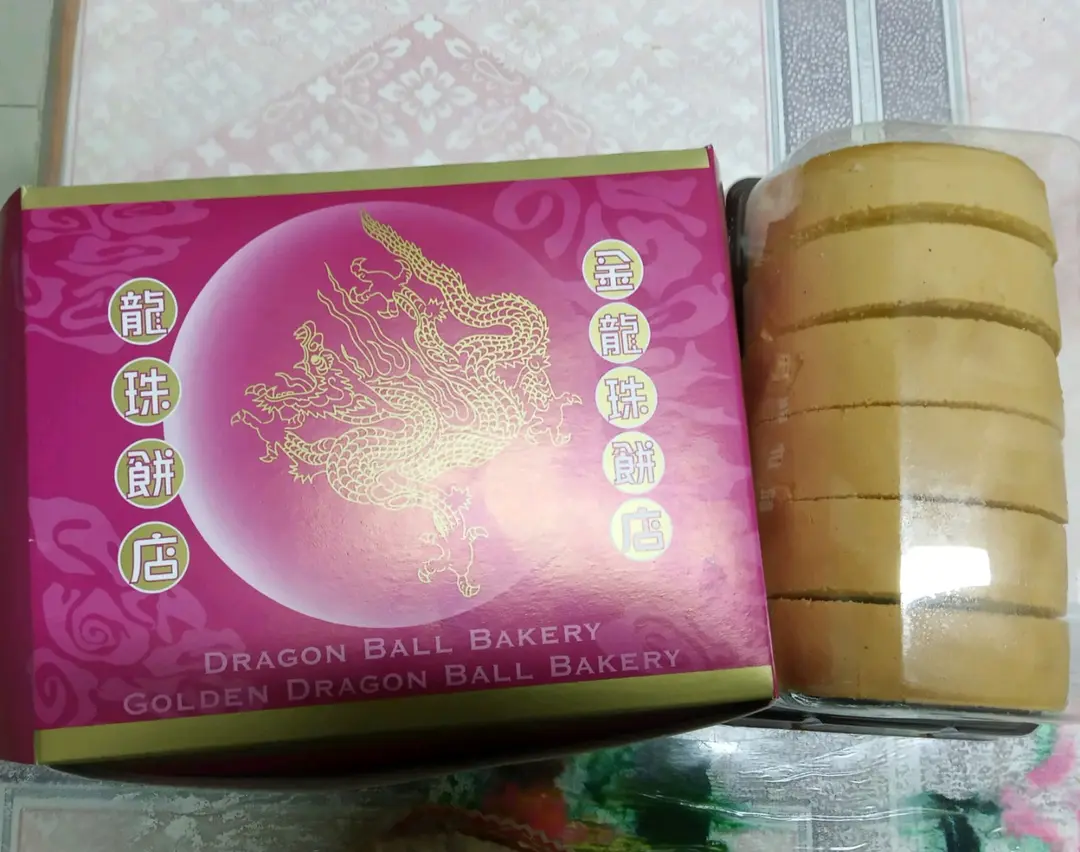 龍珠餅店
金龍珠餅店
DRAGON BALL BAKERY
GOLDEN DRAGON BALL BAKERY